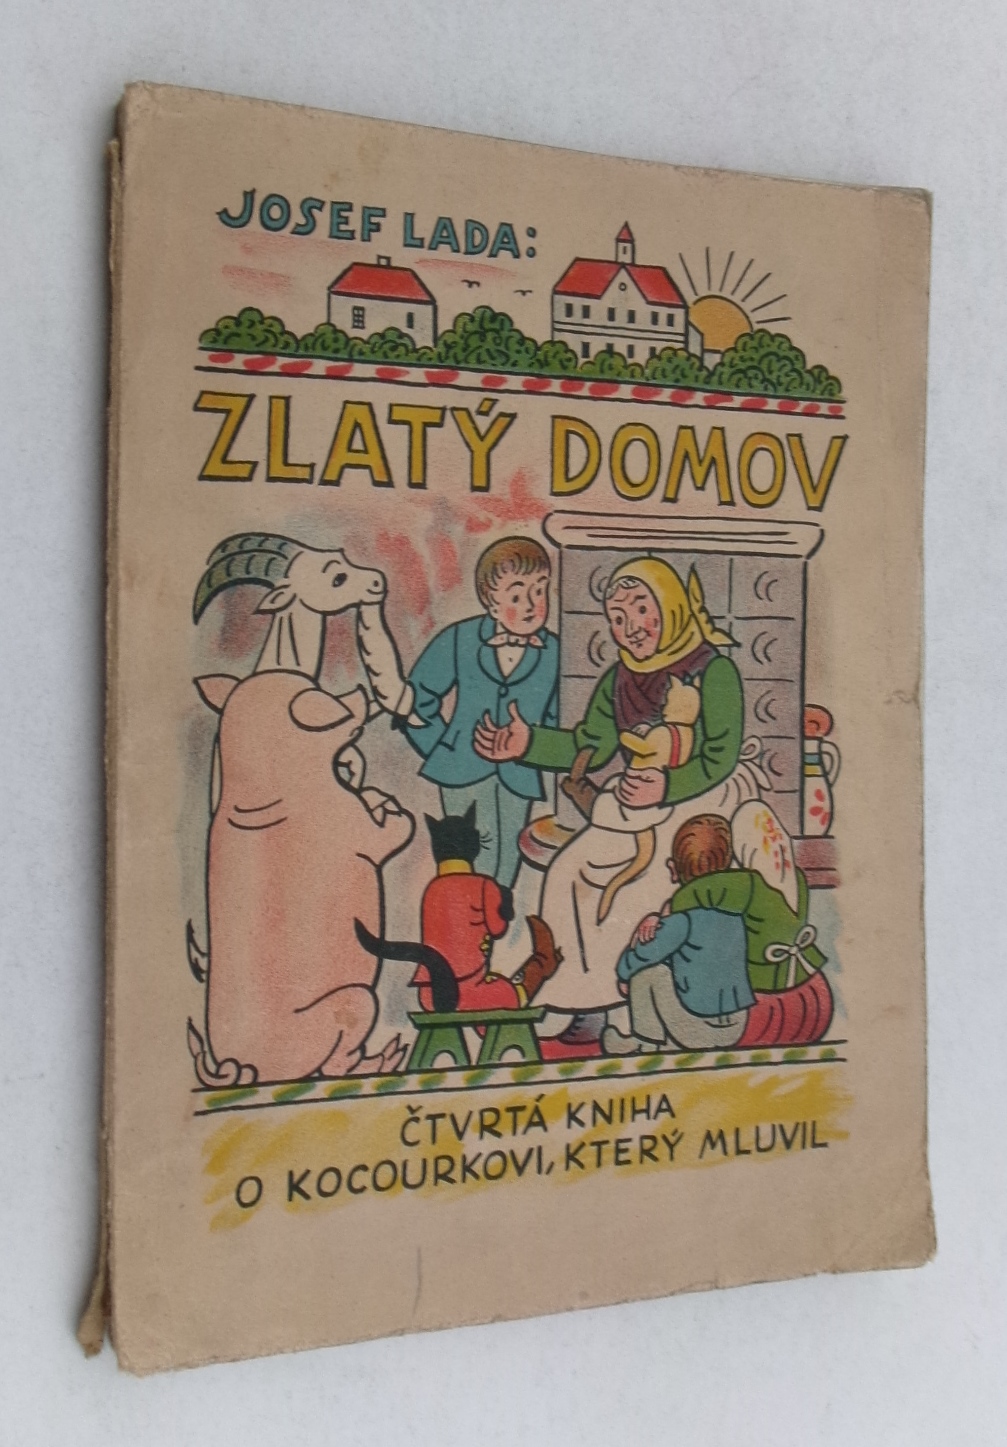 JOSEF LADA:
ZLATÝ DOMOV
ČTVRTÁ KNIHA
O KOCOURKOVI, KTERÝ MLUVIL